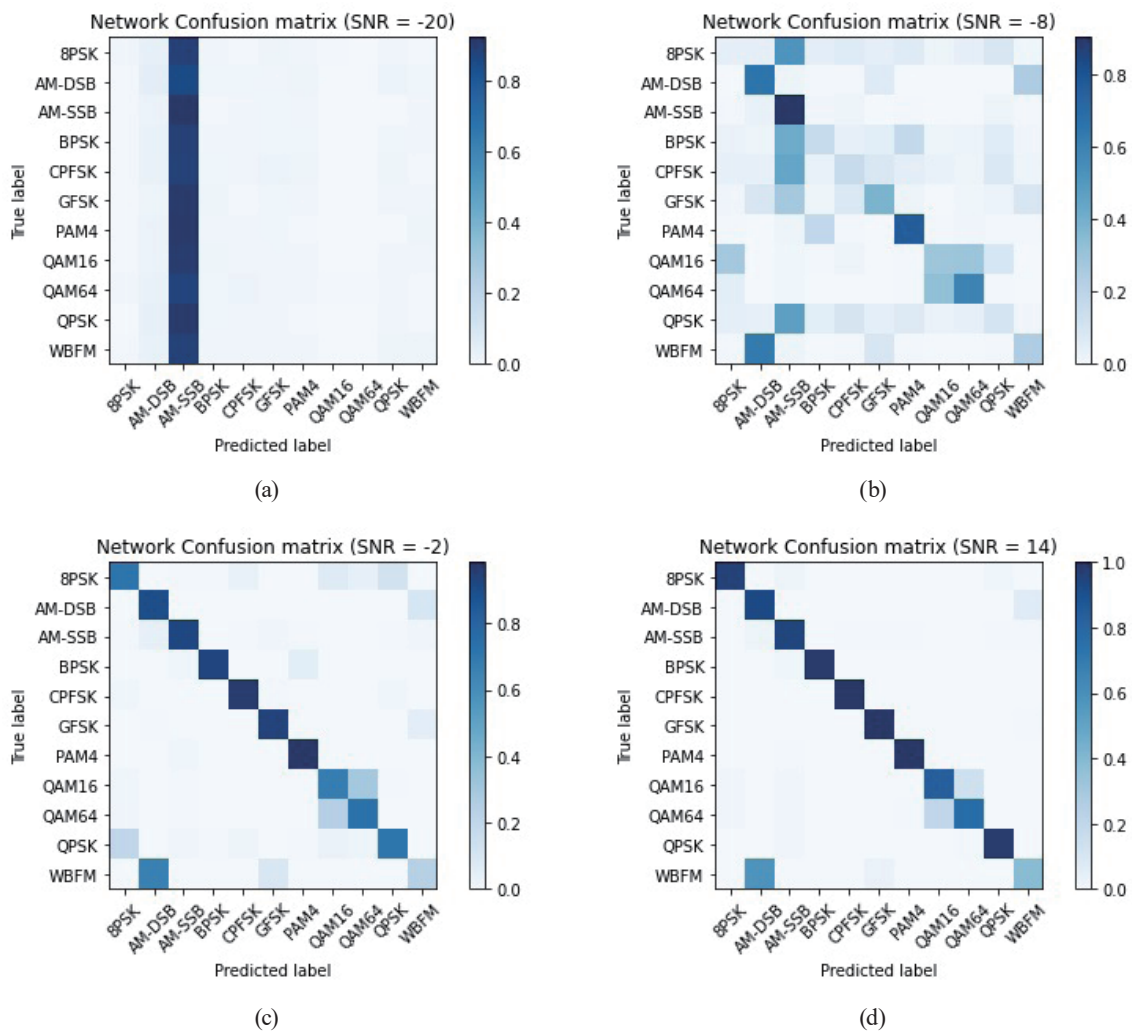 Network Confusion matrix (SNR = -20)
True label
8PSK
AM-DSB
AM-SSB
BPSK
CPFSK
GFSK
PAM4
QAM16
QAM64
QPSK
WBFM
8PSK AM-DSB AM-SSB BPSK CPFSK GFSK PAM4 QAM16 QAM64 QPSK WBFM
Predicted label
0.8
0.6
0.4
0.2
0.0
(a)
Network Confusion matrix (SNR = -8)
True label
8PSK
AM-DSB
AM-SSB
BPSK
CPFSK
GFSK
PAM4
QAM16
QAM64
QPSK
WBFM
8PSK AM-DSB AM-SSB BPSK CPFSK GFSK PAM4 QAM16 QAM64 QPSK WBFM
Predicted label
0.8
0.6
0.4
0.2
0.0
(b)
Network Confusion matrix (SNR = -2)
True label
8PSK
AM-DSB
AM-SSB
BPSK
CPFSK
GFSK
PAM4
QAM16
QAM64
QPSK
WBFM
8PSK AM-DSB AM-SSB BPSK CPFSK GFSK PAM4 QAM16 QAM64 QPSK WBFM
Predicted label
0.8
0.6
0.4
0.2
0.0
(c)
Network Confusion matrix (SNR = 14)
True label
8PSK
AM-DSB
AM-SSB
BPSK
CPFSK
GFSK
PAM4
QAM16
QAM64
QPSK
WBFM
8PSK AM-DSB AM-SSB BPSK CPFSK GFSK PAM4 QAM16 QAM64 QPSK WBFM
Predicted label
1.0
0.8
0.6
0.4
0.2
0.0
(d)